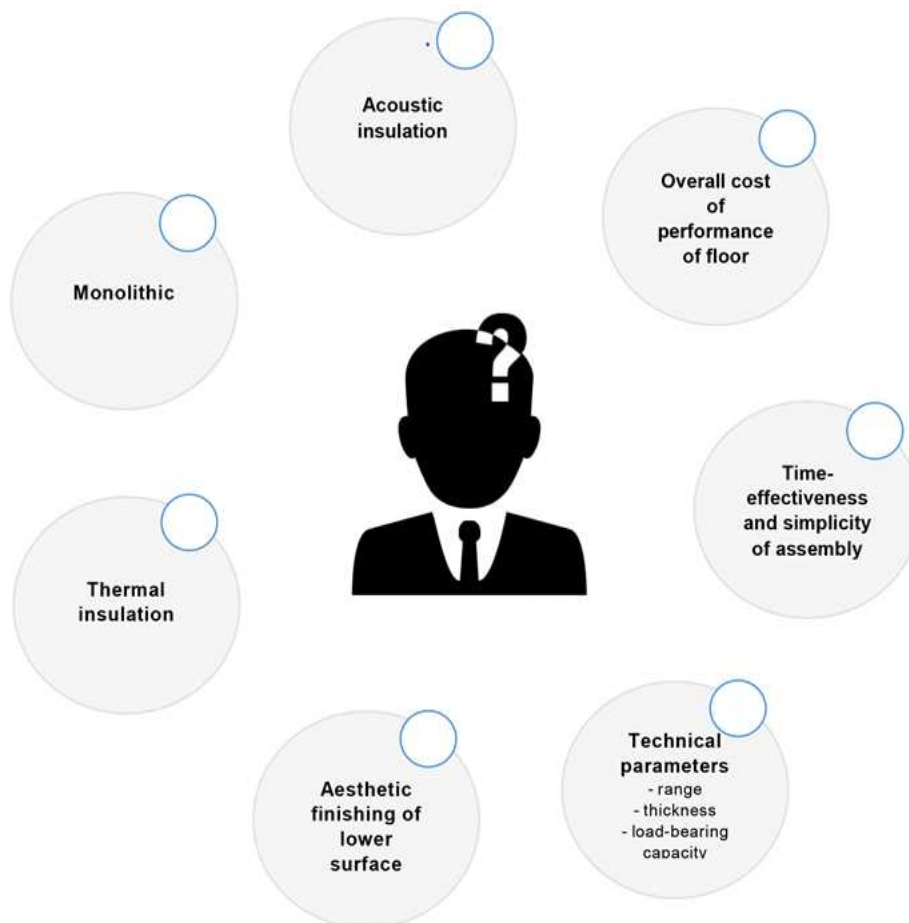 Acoustic
insulation
Overall cost
of
performance
of floor
Monolithic
?
Time-
effectiveness
and simplicity
of assembly
Thermal
insulation
Technical
parameters
- range
- thickness
- load-bearing
capacity
Aesthetic
finishing of
lower
surface